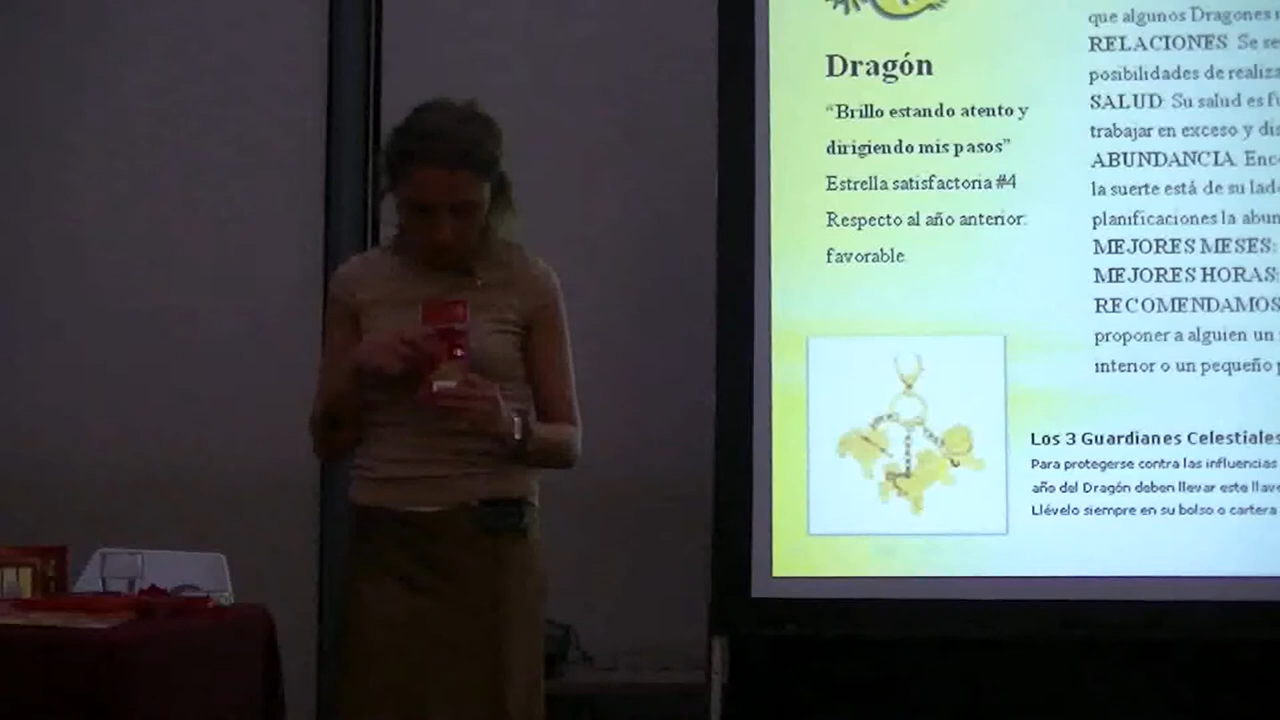 Dragón
“Brillo estando atento y
dirigiendo mis pasos”
Estrella satisfactoria #4
Respecto al año anterior:
favorable
que algunos Dragones
RELACIONES Se
posibilidades de
SALUD: Su salud es
trabajar en exceso y
ABUNDANCIA.
la suerte está de su
planificaciones la
MEJORES MESES:
MEJORES HORAS:
RECOMENDAMOS
proponer a alguien un
interior o un pequeño
Los 3 Guardianes Celestiales
Para protegerse contra las influencias
año del Dragón deben llevar este
Llévelo siempre en su bolso o cartera